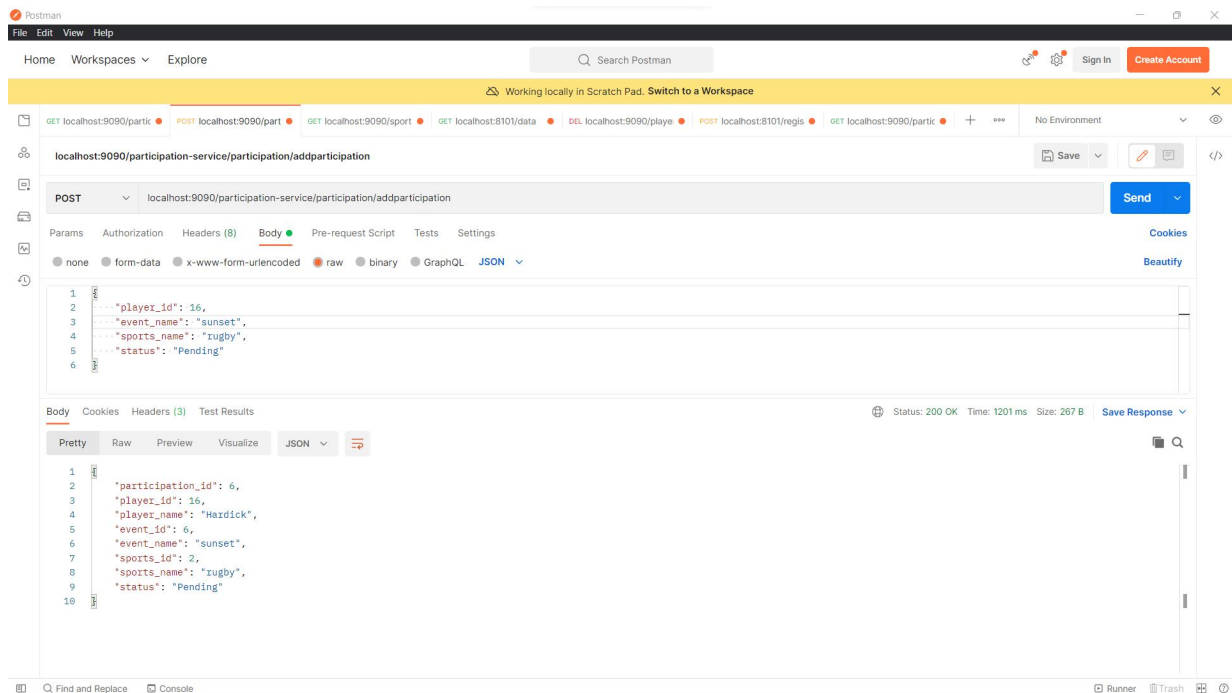 Postman
File Edit View Help
Home Workspaces Explore Search Postman Sign In Create Account
Working locally in Scratch Pad. Switch to a Workspace
GET localhost:9090/partic POST localhost:9090/part GET localhost:9090/sport GET localhost:8101/data DEL localhost:9090/playe POST localhost:8101/regis GET localhost:9090/partic + ooo No Environment
localhost:9090/participation-service/participation/addparticipation Save </>
POST localhost:9090/participation-service/participation/addparticipation Send
Params Authorization Headers (8) Body Pre-request Script Tests Settings Cookies
none form-data x-www-form-urlencoded raw binary GraphQL JSON Beautify
1 {
2 "player_id": 16,
3 "event_name": "sunset",
4 "sports_name": "rugby",
5 "status": "Pending"
6 }
Body Cookies Headers (3) Test Results Status: 200 OK Time: 1201 ms Size: 267 B Save Response
Pretty Raw Preview Visualize JSON
1 {
2 "participation_id": 6,
3 "player_id": 16,
4 "player_name": "Hardick",
5 "event_id": 6,
6 "event_name": "sunset",
7 "sports_id": 2,
8 "sports_name": "rugby",
9 "status": "Pending"
10 }
Find and Replace Console Runner Trash